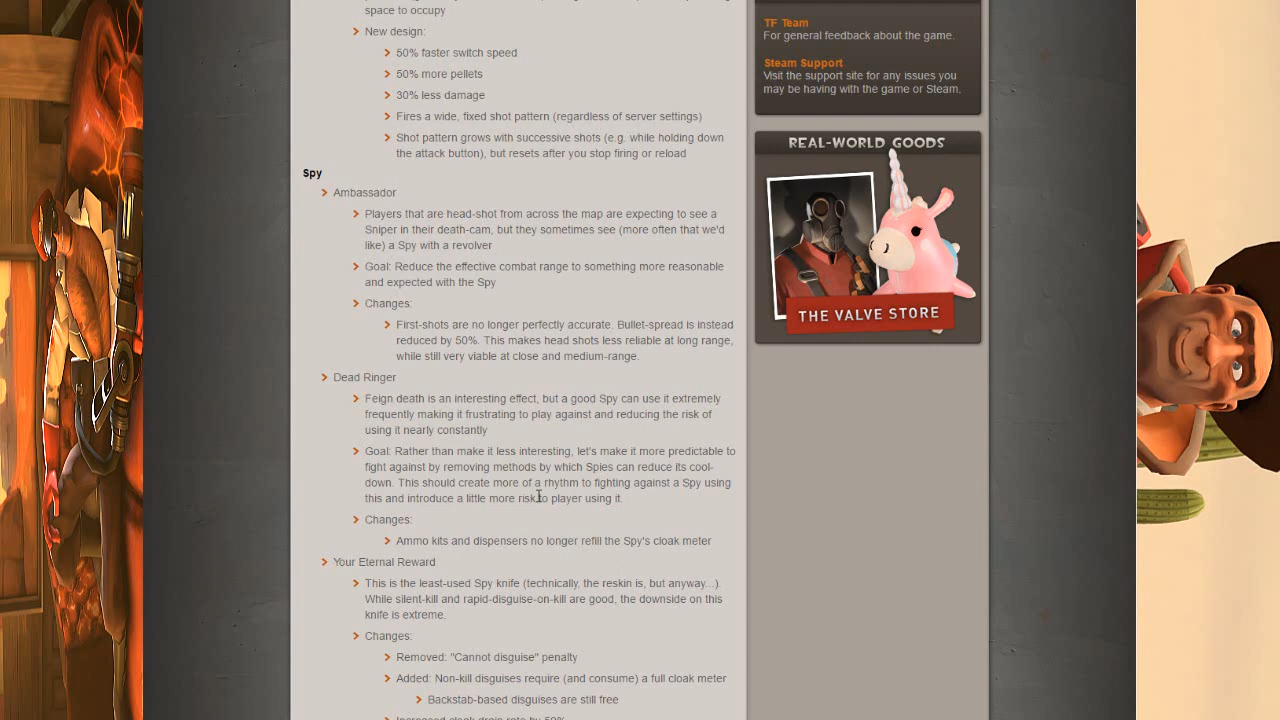 space to occupy
New design:
50% faster switch speed
50% more pellets
30% less damage
Fires a wide, fixed shot pattern (regardless of server settings)
Shot pattern grows with successive shots (e.g. while holding down
the attack button), but resets after you stop firing or reload
Spy
Ambassador
Players that are head-shot from across the map are expecting to see a
Sniper in their death-cam, but they sometimes see (more often that we'd
like) a Spy with a revolver
Goal: Reduce the effective combat range to something more reasonable
and expected with the Spy
Changes:
First-shots are no longer perfectly accurate. Bullet-spread is instead
reduced by 50%. This makes head shots less reliable at long range,
while still very viable at close and medium-range.
Dead Ringer
Feign death is an interesting effect, but a good Spy can use it extremely
frequently making it frustrating to play against and reducing the risk of
using it nearly constantly
Goal: Rather than make it less interesting, let's make it more predictable to
fight against by removing methods by which Spies can reduce its cool-
down. This should create more of a rhythm to fighting against a Spy using
this and introduce a little more risk to player using it.
Changes:
Ammo kits and dispensers no longer refill the Spy's cloak meter
Your Eternal Reward
This is the least-used Spy knife (technically, the reskin is, but anyway...).
While silent-kill and rapid-disguise-on-kill are good, the downside on this
knife is extreme.
Changes:
Removed: "Cannot disguise" penalty
Added: Non-kill disguises require (and consume) a full cloak meter
Backstab-based disguises are still free
Increased cloak drain rate by 50%
TF Team
For general feedback about the game.
Steam Support
Visit the support site for any issues you
may be having with the game or Steam.
REAL-WORLD GOODS
THE VALVE STORE